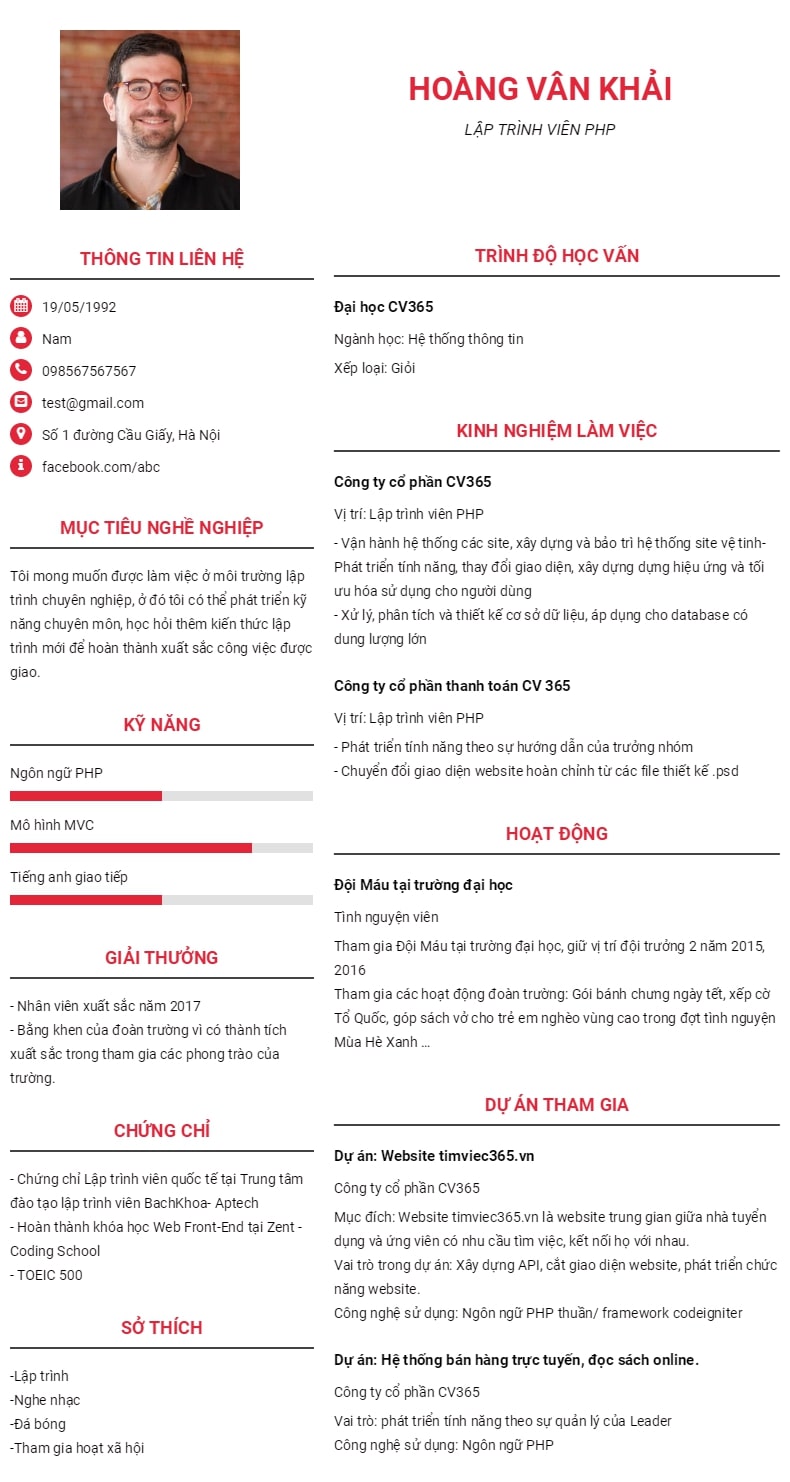 HOÀNG VÂN KHẢI
LẬP TRÌNH VIÊN PHP
THÔNG TIN LIÊN HỆ
19/05/1992
Nam
098567567567
test@gmail.com
Số 1 đường Cầu Giấy, Hà Nội
facebook.com/abc
MỤC TIÊU NGHỀ NGHIỆP
Tôi mong muốn được làm việc ở môi trường lập
trình chuyên nghiệp, ở đó tôi có thể phát triển kỹ
năng chuyên môn, học hỏi thêm kiến thức lập
trình mới để hoàn thành xuất sắc công việc được
giao.
KỸ NĂNG
Ngôn ngữ PHP
Mô hình MVC
Tiếng anh giao tiếp
GIẢI THƯỞNG
- Nhân viên xuất sắc năm 2017
- Bằng khen của đoàn trường vì có thành tích
xuất sắc trong tham gia các phong trào của
trường.
CHỨNG CHỈ
- Chứng chỉ Lập trình viên quốc tế tại Trung tâm
đào tạo lập trình viên BachKhoa- Aptech
- Hoàn thành khóa học Web Front-End tại Zent -
Coding School
- TOEIC 500
SỞ THÍCH
-Lập trình
-Nghe nhạc
-Đá bóng
-Tham gia hoạt xã hội
TRÌNH ĐỘ HỌC VẤN
Đại học CV365
Ngành học: Hệ thống thông tin
Xếp loại: Giỏi
KINH NGHIỆM LÀM VIỆC
Công ty cổ phần CV365
Vị trí: Lập trình viên PHP
- Vận hành hệ thống các site, xây dựng và bảo trì hệ thống site vệ tinh-
Phát triển tính năng, thay đổi giao diện, xây dựng dựng hiệu ứng và tối
ưu hóa sử dụng cho người dùng
- Xử lý, phân tích và thiết kế cơ sở dữ liệu, áp dụng cho database có
dung lượng lớn
Công ty cổ phần thanh toán CV 365
Vị trí: Lập trình viên PHP
- Phát triển tính năng theo sự hướng dẫn của trưởng nhóm
- Chuyển đổi giao diện website hoàn chỉnh từ các file thiết kế .psd
HOẠT ĐỘNG
Đội Máu tại trường đại học
Tình nguyện viên
Tham gia Đội Máu tại trường đại học, giữ vị trí đội trưởng 2 năm 2015,
2016
Tham gia các hoạt động đoàn trường: Gói bánh chưng ngày tết, xếp cờ
Tổ Quốc, góp sách vở cho trẻ em nghèo vùng cao trong đợt tình nguyện
Mùa Hè Xanh ...
DỰ ÁN THAM GIA
Dự án: Website timviec365.vn
Công ty cổ phần CV365
Mục đích: Website timviec365.vn là website trung gian giữa nhà tuyển
dụng và ứng viên có nhu cầu tìm việc, kết nối họ với nhau.
Vai trò trong dự án: Xây dựng API, cắt giao diện website, phát triển chức
năng website.
Công nghệ sử dụng: Ngôn ngữ PHP thuần/ framework codeigniter
Dự án: Hệ thống bán hàng trực tuyến, đọc sách online.
Công ty cổ phần CV365
Vai trò: phát triển tính năng theo sự quản lý của Leader
Công nghệ sử dụng: Ngôn ngữ PHP